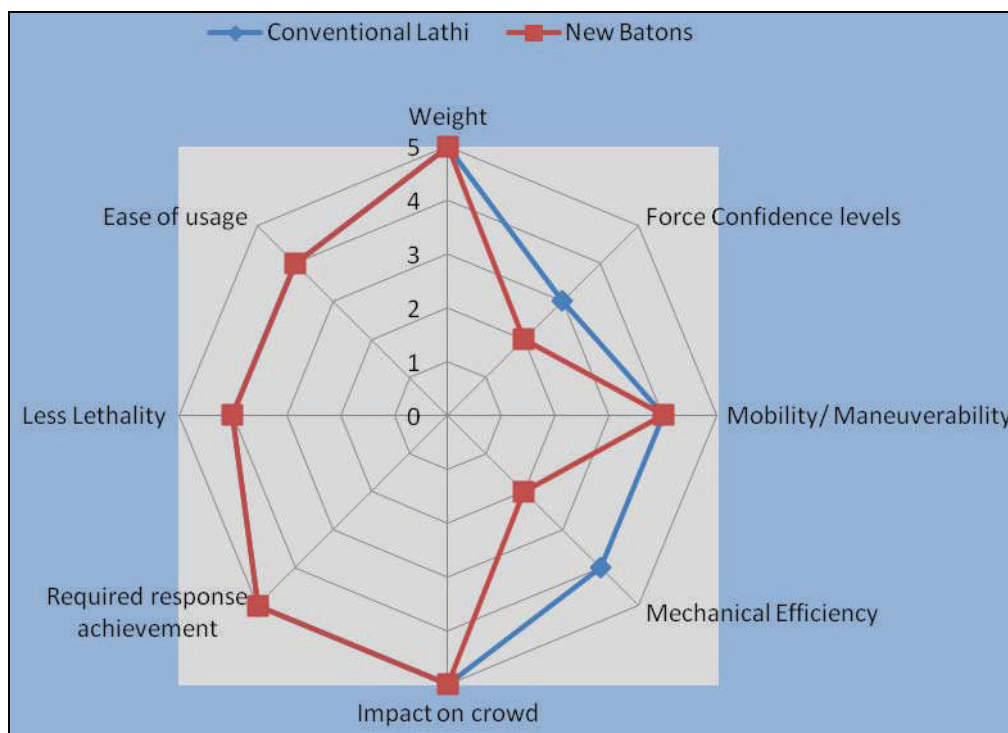 Conventional Lathi
New Batons
Weight
5
4
3
2
1
0
Ease of usage
Force Confidence levels
Less Lethality
Mobility/ Maneuverability
Required response
achievement
Mechanical Efficiency
Impact on crowd